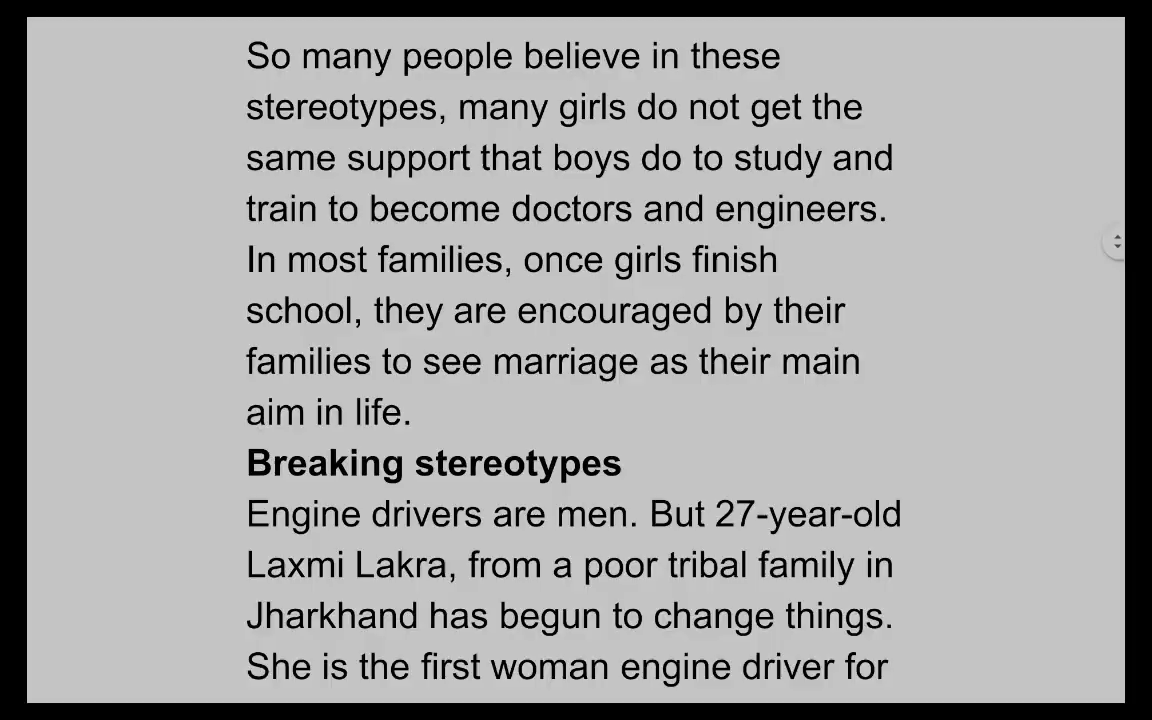 So many people believe in these
stereotypes, many girls do not get the
same support that boys do to study and
train to become doctors and engineers.
In most families, once girls finish
school, they are encouraged by their
families to see marriage as their main
aim in life.
Breaking stereotypes
Engine drivers are men. But 27-year-old
Laxmi Lakra, from a poor tribal family in
Jharkhand has begun to change things.
She is the first woman engine driver for